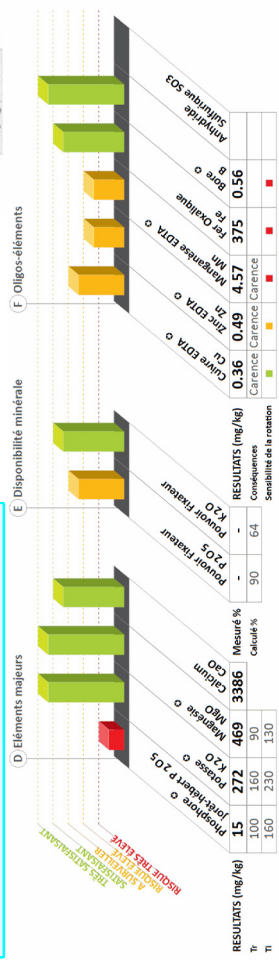 D Eléments majeurs
E Disponibilité minérale
F Oligos-éléments
TRÈS SATISFAISANT
SATISFAISANT
A SURVEILLER
RISQUE ELEVÉ
RISQUE TRES ELEVÉ
Phosphore
joret-hébert P2O5
Potasse
K2O
Magnésie
MgO
Calcium
CaO
Pouvoir Fixateur
P2O5
Pouvoir Fixateur
K2O
Cuivre EDTA
Cu
Zinc EDTA
Zn
Manganèse EDTA
Mn
Fer Oxalique
Fe
Bore
B
Anhydride
Sulfurique SO3
RESULTATS (mg/kg) 15 272 469 3386
Tr 100 160 90
Ti 160 230 130
Mesuré % - -
Calculé % 90 64
RESULTATS (mg/kg) 0.36 0.49 4.57 375 0.56
Conséquences Carence Carence Carence
Sensibilité de la rotation